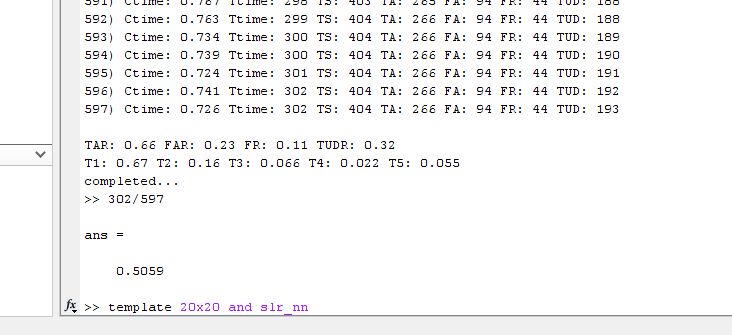 591) Ctime: 0.767 Ttime: 298 TS: 403 TA: 265 FA: 94 FR: 44 TUD: 188
592) Ctime: 0.763 Ttime: 299 TS: 404 TA: 266 FA: 94 FR: 44 TUD: 188
593) Ctime: 0.734 Ttime: 300 TS: 404 TA: 266 FA: 94 FR: 44 TUD: 189
594) Ctime: 0.739 Ttime: 300 TS: 404 TA: 266 FA: 94 FR: 44 TUD: 190
595) Ctime: 0.724 Ttime: 301 TS: 404 TA: 266 FA: 94 FR: 44 TUD: 191
596) Ctime: 0.741 Ttime: 302 TS: 404 TA: 266 FA: 94 FR: 44 TUD: 192
597) Ctime: 0.726 Ttime: 302 TS: 404 TA: 266 FA: 94 FR: 44 TUD: 193
TAR: 0.66 FAR: 0.23 FR: 0.11 TUDR: 0.32
T1: 0.67 T2: 0.16 T3: 0.066 T4: 0.022 T5: 0.055
completed...
>> 302/597
ans =
0.5059
fx >> template 20x20 and slr_nn